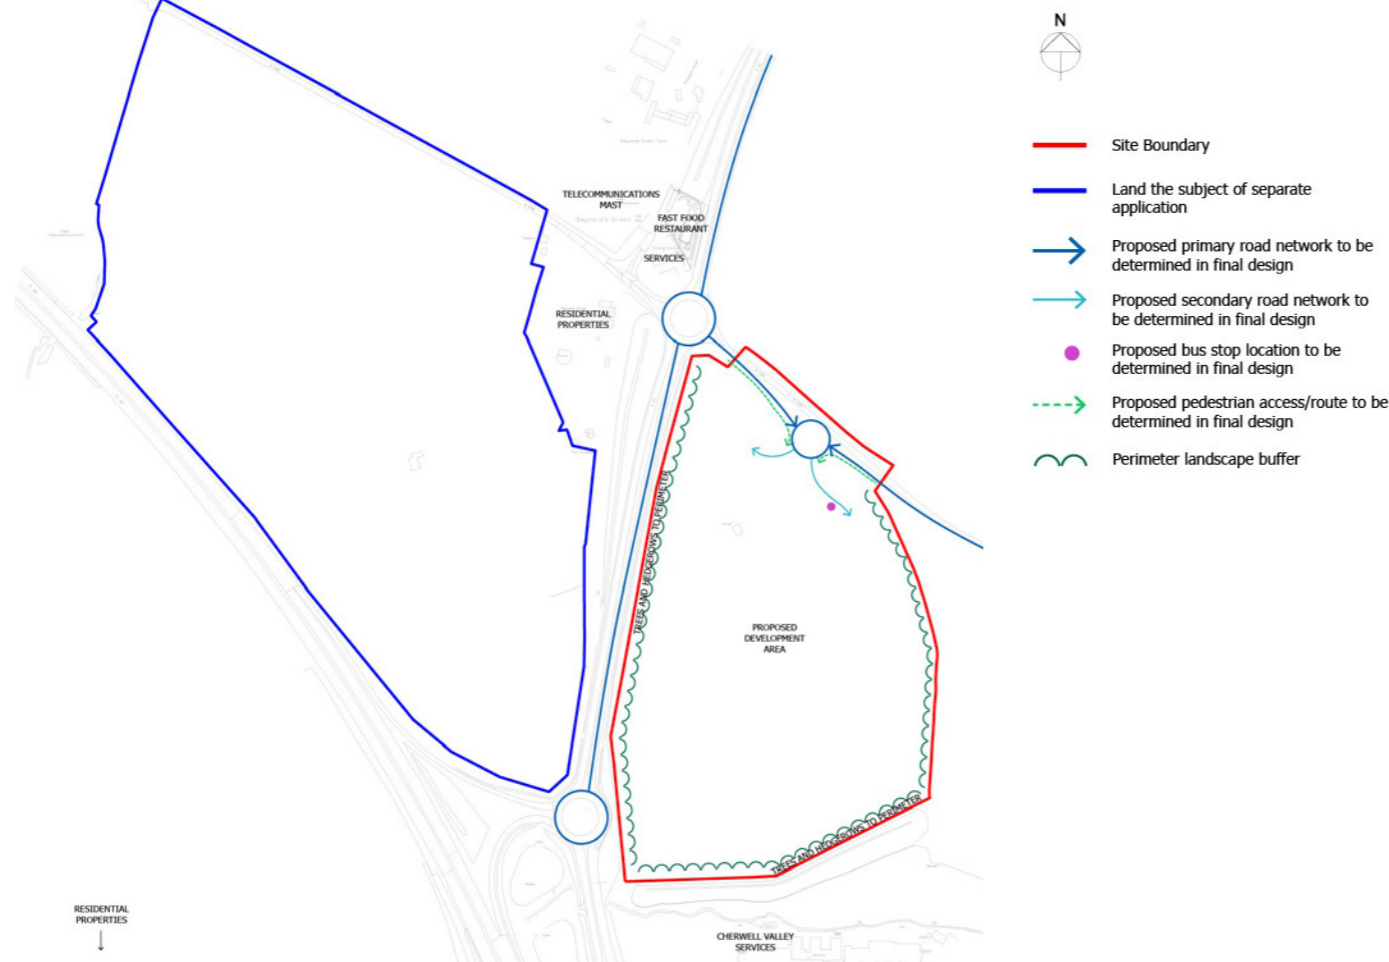 N
Site Boundary
Land the subject of separate
application
Proposed primary road network to be
determined in final design
Proposed secondary road network to
be determined in final design
Proposed bus stop location to be
determined in final design
Proposed pedestrian access/route to be
determined in final design
Perimeter landscape buffer
TELECOMMUNICATIONS
MAST
FAST FOOD
RESTAURANT
SERVICES
RESIDENTIAL
PROPERTIES
TREES AND HEDGEROWS TO PERIMETER
PROPOSED
DEVELOPMENT
AREA
TREES AND HEDGEROWS TO PERIMETER
RESIDENTIAL
PROPERTIES
CHERWELL VALLEY
SERVICES